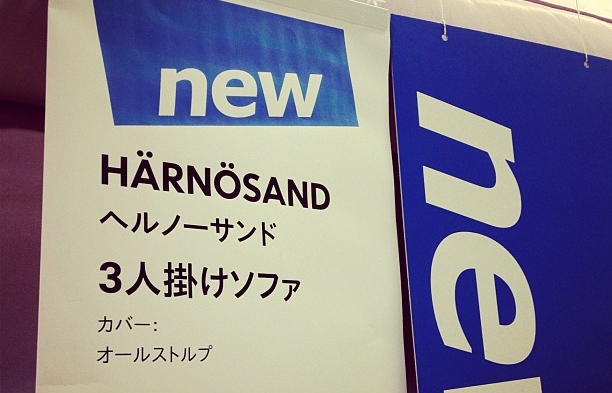 new
HÄRNÖSAND
ヘルノーサンド
3人掛けソファ
カバー:
オールストルプ
ne